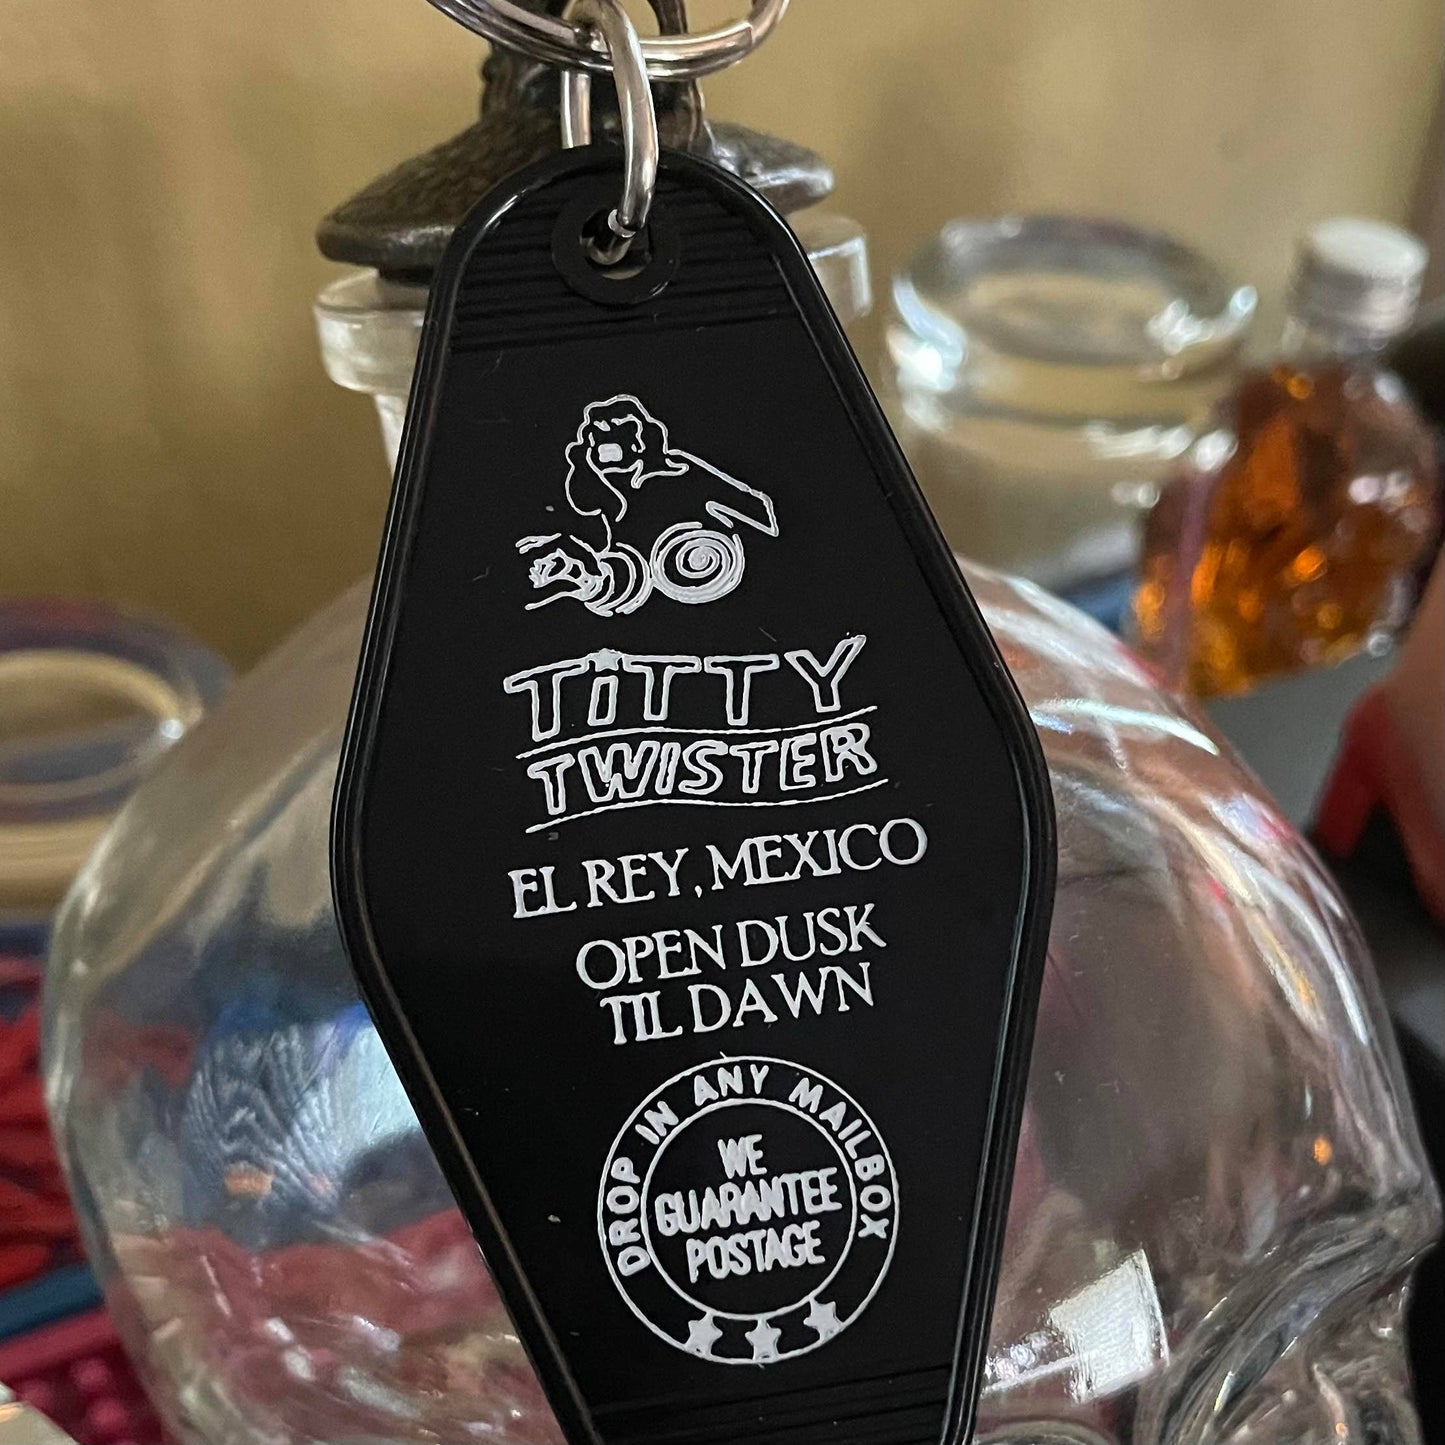 TiTTY
TWISTER
EL REY, MEXICO
OPEN DUSK
TIL DAWN
DROP IN ANY MAILBOX
WE
GUARANTEE
POSTAGE